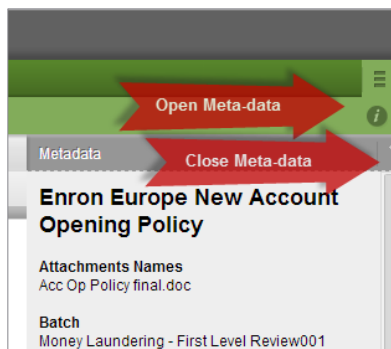 Open Meta-data
Metadata
Close Meta-data
Enron Europe New Account
Opening Policy
Attachments Names
Acc Op Policy final.doc
Batch
Money Laundering - First Level Review001